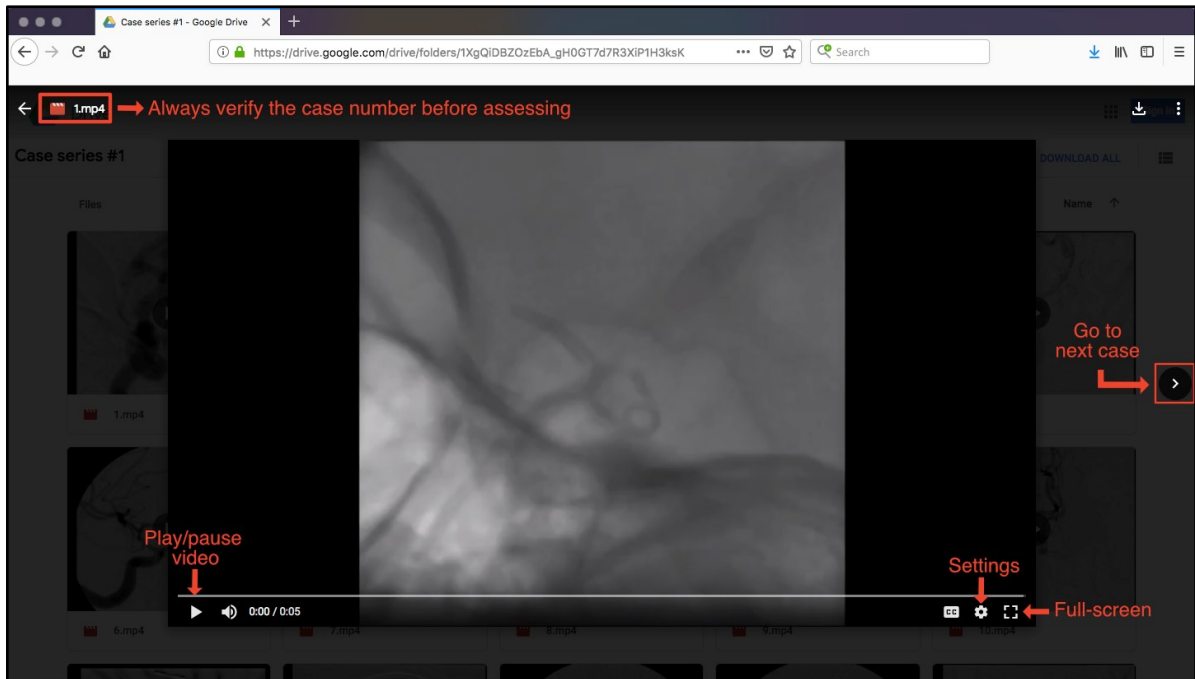 Case series #1 - Google Drive
https://drive.google.com/drive/folders/1XgQiDBZOzEbA_gH0GT7d7R3XiP1H3ksK
Search
1.mp4
Always verify the case number before assessing
Case series #1
DOWNLOAD ALL
Files
Name
Go to
next case
1.mp4
Play/pause
video
Settings
0:00 / 0:05
CC
Full-screen
6.mp4
7.mp4
8.mp4
9.mp4
10.mp4